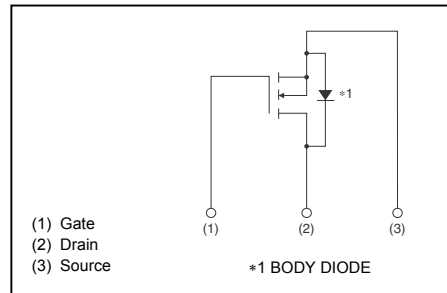 *1
(1) (2) (3)
(1) Gate
(2) Drain
(3) Source
*1 BODY DIODE